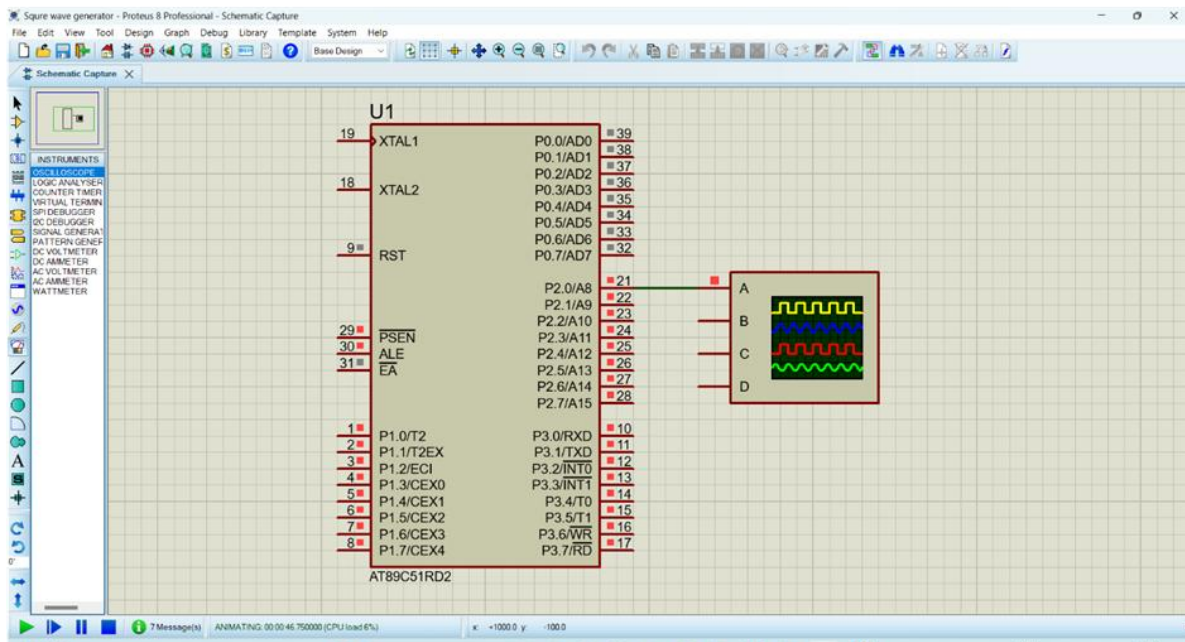 Squre wave generator - Proteus 8 Professional - Schematic Capture
File Edit View Tool Design Graph Debug Library Template System Help
Base Design
Schematic Capture
U1
19 XTAL1
18 XTAL2
9 RST
29 PSEN
30 ALE
31 EA
1 P1.0/T2
2 P1.1/T2EX
3 P1.2/ECI
4 P1.3/CEX0
5 P1.4/CEX1
6 P1.5/CEX2
7 P1.6/CEX3
8 P1.7/CEX4
P0.0/AD0 39
P0.1/AD1 38
P0.2/AD2 37
P0.3/AD3 36
P0.4/AD4 35
P0.5/AD5 34
P0.6/AD6 33
P0.7/AD7 32
P2.0/A8 21
P2.1/A9 22
P2.2/A10 23
P2.3/A11 24
P2.4/A12 25
P2.5/A13 26
P2.6/A14 27
P2.7/A15 28
P3.0/RXD 10
P3.1/TXD 11
P3.2/INT0 12
P3.3/INT1 13
P3.4/T0 14
P3.5/T1 15
P3.6/WR 16
P3.7/RD 17
AT89C51RD2
A
B
C
D
INSTRUMENTS
OSCILLOSCOPE
LOGIC ANALYSER
COUNTER TIMER
VIRTUAL TERMIN
SPI DEBUGGER
I2C DEBUGGER
SIGNAL GENERAT
PATTERN GENEF
DC VOLTMETER
DC AMMETER
AC VOLTMETER
AC AMMETER
WATTMETER
7 Message(s) ANIMATING: 00:00:46.750000 (CPU load 6%) x: +1000.0 y: -100.0